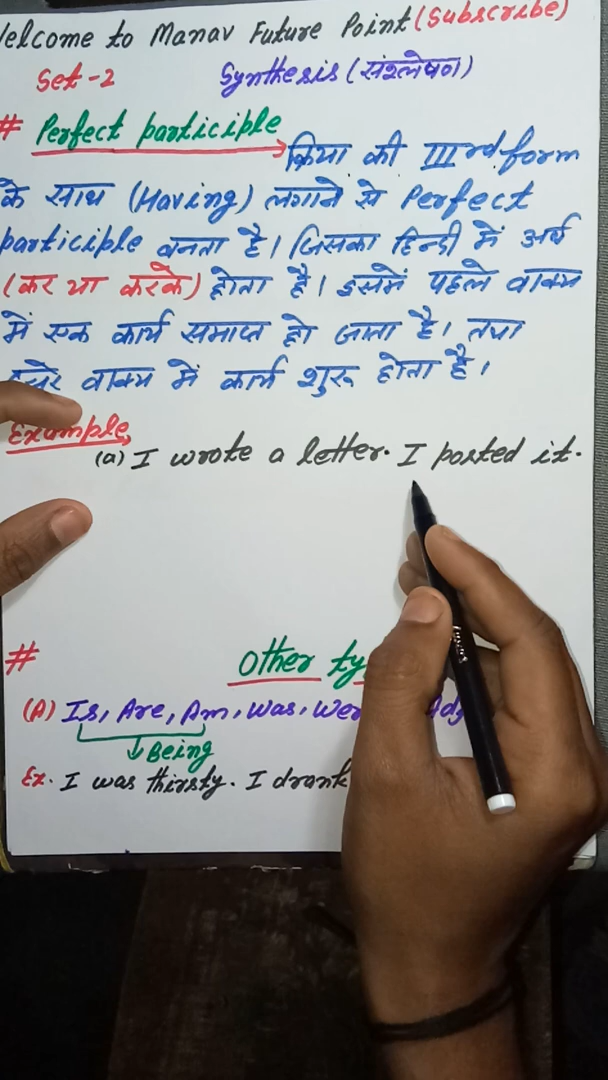 Welcome to Manav Future Point (Subscribe)
Set-2 Synthesis (संश्लेषण)
# Perfect participle
क्रिया की IIIrd form
के साथ (Having) लगाने से Perfect
participle बनता है। जिसका हिन्दी में अर्थ
(कर या करके) होता है। इसमें पहले वाक्य
में एक कार्य समाप्त हो जाता है। तथा
वाक्य में कार्य शुरू होता है।
Example
(a) I wrote a letter. I posted it.
# Other
(A) Is, Are, Am, was,
Being
Ex. I was thirsty. I drank